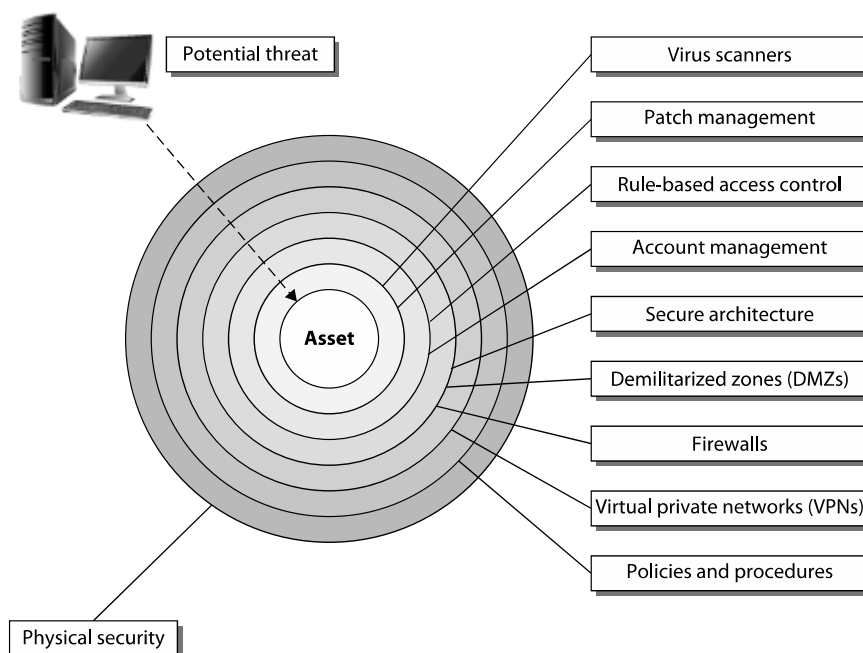 Potential threat
Virus scanners
Patch management
Rule-based access control
Account management
Secure architecture
Asset
Demilitarized zones (DMZs)
Firewalls
Virtual private networks (VPNs)
Policies and procedures
Physical security